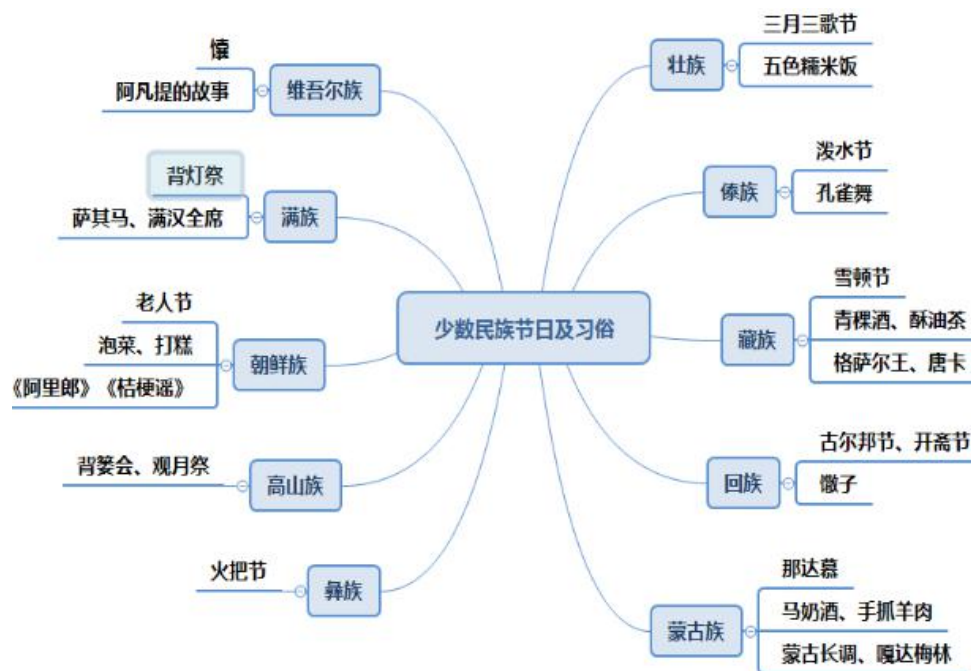 少数民族节日及习俗
维吾尔族
馕
阿凡提的故事
满族
背灯祭
萨其马、满汉全席
朝鲜族
老人节
泡菜、打糕
《阿里郎》《桔梗谣》
高山族
背篓会、观月祭
彝族
火把节
壮族
三月三歌节
五色糯米饭
傣族
泼水节
孔雀舞
藏族
雪顿节
青稞酒、酥油茶
格萨尔王、唐卡
回族
古尔邦节、开斋节
馓子
蒙古族
那达慕
马奶酒、手抓羊肉
蒙古长调、嘎达梅林